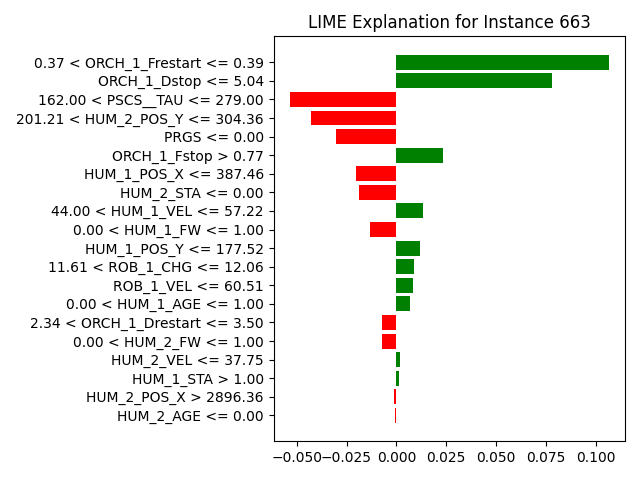 LIME Explanation for Instance 663
0.37 < ORCH_1_Frestart <= 0.39
ORCH_1_Dstop <= 5.04
162.00 < PSCS__TAU <= 279.00
201.21 < HUM_2_POS_Y <= 304.36
PRGS <= 0.00
ORCH_1_Fstop > 0.77
HUM_1_POS_X <= 387.46
HUM_2_STA <= 0.00
44.00 < HUM_1_VEL <= 57.22
0.00 < HUM_1_FW <= 1.00
HUM_1_POS_Y <= 177.52
11.61 < ROB_1_CHG <= 12.06
ROB_1_VEL <= 60.51
0.00 < HUM_1_AGE <= 1.00
2.34 < ORCH_1_Drestart <= 3.50
0.00 < HUM_2_FW <= 1.00
HUM_2_VEL <= 37.75
HUM_1_STA > 1.00
HUM_2_POS_X > 2896.36
HUM_2_AGE <= 0.00
−0.050 −0.025 0.000 0.025 0.050 0.075 0.100